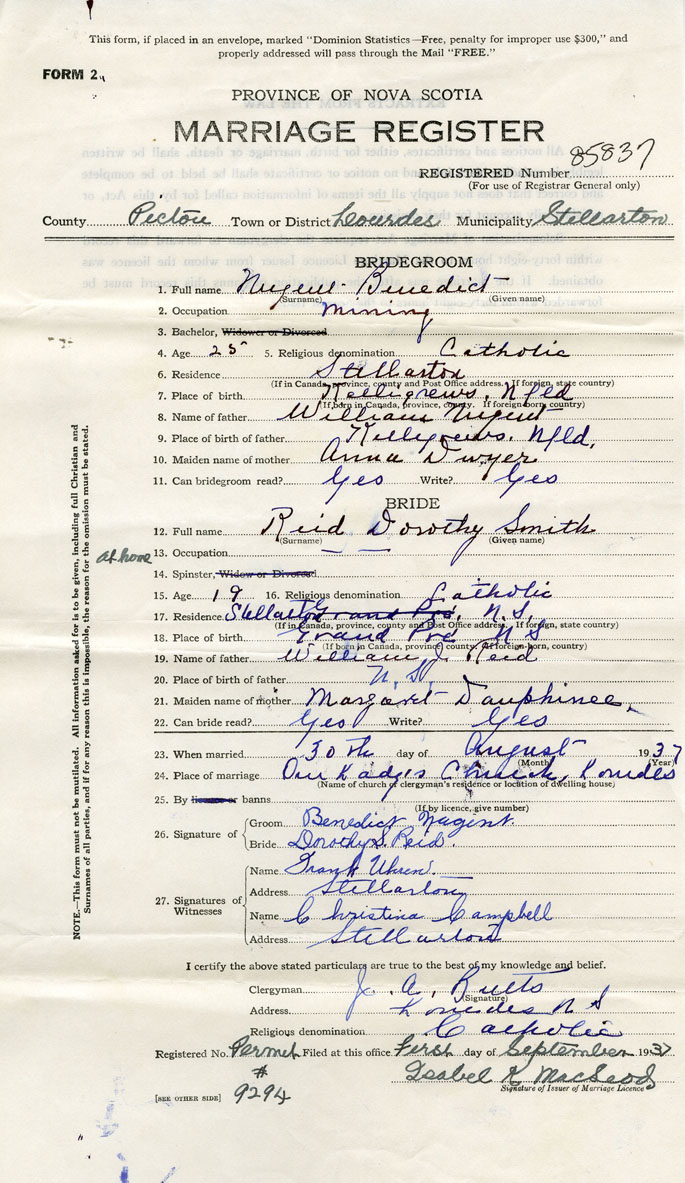 This form, if placed in an envelope, marked "Dominion Statistics—Free, penalty for improper use $300," and
properly addressed will pass through the Mail "FREE."
FORM 2.
PROVINCE OF NOVA SCOTIA
MARRIAGE REGISTER
REGISTERED Number 85837
(For use of Registrar General only)
County Pictou Town or District Lourdes Municipality Stellarton
BRIDEGROOM
1. Full name Nugent Benedict
(Surname) (Given name)
2. Occupation mining
3. Bachelor, Widower or Divorced
4. Age 25 5. Religious denomination Catholic
6. Residence Stellarton
(If in Canada, province, county and Post Office address. If foreign, state country)
7. Place of birth Kelligrews, Nfld
(If born in Canada, province, county. If foreign-born, country)
8. Name of father William Nugent
9. Place of birth of father Killigrews. Nfld.
10. Maiden name of mother Anna Dwyer
11. Can bridegroom read? Yes Write? Yes
BRIDE
12. Full name Reid Dorothy Smith
(Surname) (Given name)
at home 13. Occupation — —
14. Spinster, Widow or Divorced
15. Age 19 16. Religious denomination Catholic
17. Residence Stellarton Grand Pre, N.S.
(If in Canada, province, county and Post Office address. If foreign, state country)
18. Place of birth Grand Pre N S
(If born in Canada, province county. If foreign-born, country)
19. Name of father William J. Reid
20. Place of birth of father N. S.
21. Maiden name of mother Margaret Dauphinee.
22. Can bride read? Yes Write? Yes
23. When married 30th day of August 1937
(Month) (Year)
24. Place of marriage Our Ladys Church, Lourdes
(Name of church of clergyman's residence or location of dwelling house)
25. By license or banns
(If by licence, give number)
26. Signature of
Groom Benedict Nugent.
Bride Dorothy S. Reid.
27. Signatures of Witnesses
Name Frank Uhren.
Address Stellarton
Name Christina Campbell
Address Stellarton
I certify the above stated particulars are true to the best of my knowledge and belief.
Clergyman J. A. Butts
(Signature)
Address Lourdes N S
Religious denomination Catholic
Registered No. Permit Filed at this office First day of September 1937
# 9294
Isabel K MacLeod
Signature of Issuer of Marriage Licence
[SEE OTHER SIDE]
NOTE.—This form must not be mutilated. All information asked for is to be given, including full Christian and
Surnames of all parties, and if for any reason this is impossible, the reason for the omission must be stated.